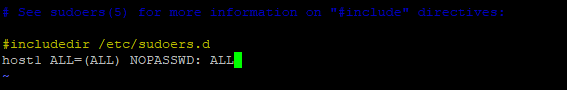 # See sudoers(5) for more information on "#include" directives:
#includedir /etc/sudoers.d
host1 ALL=(ALL) NOPASSWD: ALL
~